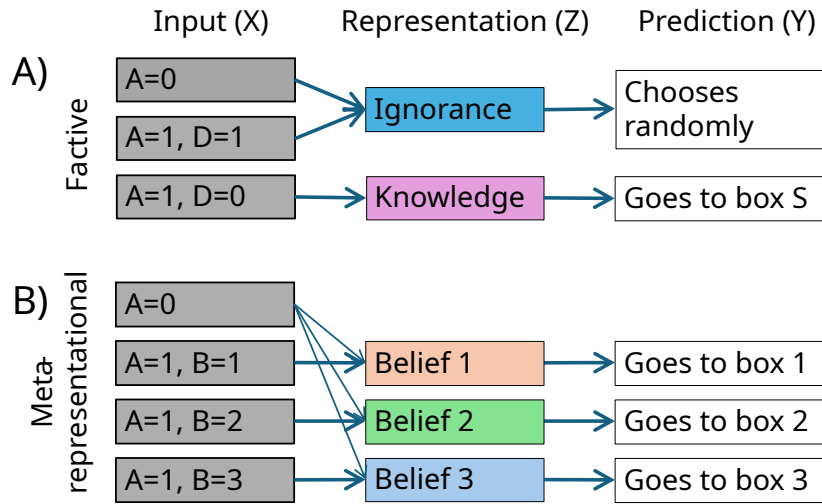 Input (X)
Representation (Z)
Prediction (Y)
A)
Factive
A=0
A=1, D=1
A=1, D=0
Ignorance
Knowledge
Chooses
randomly
Goes to box S
B)
Meta-
representational
A=0
A=1, B=1
A=1, B=2
A=1, B=3
Belief 1
Belief 2
Belief 3
Goes to box 1
Goes to box 2
Goes to box 3